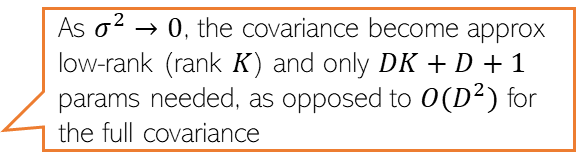 As σ² → 0, the covariance become approx
low-rank (rank K) and only DK + D + 1
params needed, as opposed to O(D²) for
the full covariance